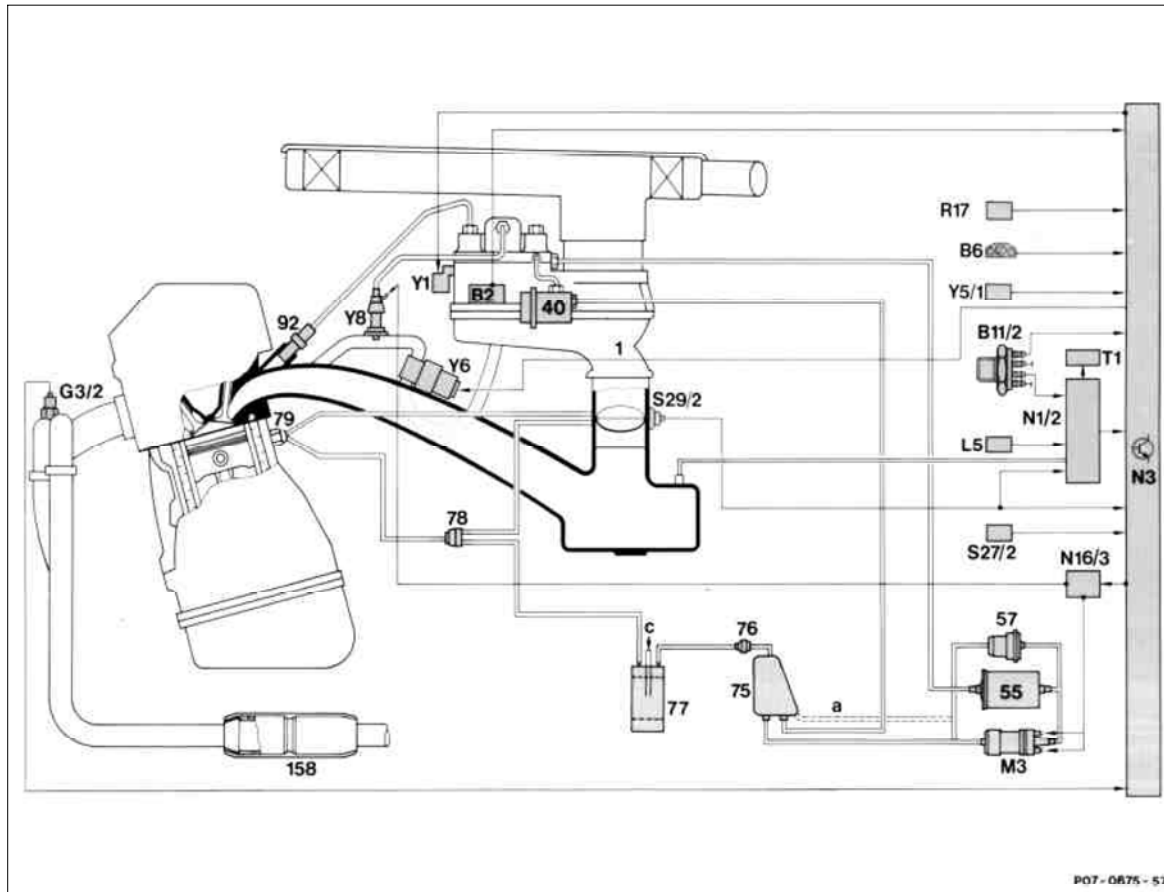 R17
B6
Y1
B2
Y5/1
40
Y8
92
B11/2
1
T1
Y6
G3/2
S29/2
N1/2
79
L5
N3
78
S27/2
N16/3
57
c
76
75
55
77
a
M3
158
P07-0875-57